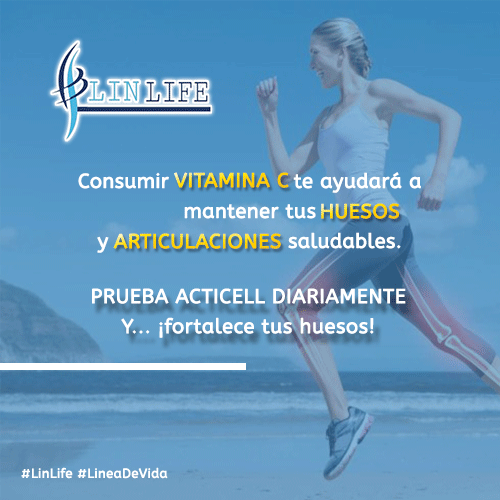 LIN LIFE
Consumir VITAMINA C te ayudará a
mantener tus HUESOS
y ARTICULACIONES saludables.
PRUEBA ACTICELL DIARIAMENTE
Y... ¡fortalece tus huesos!
#LinLife #LineaDeVida